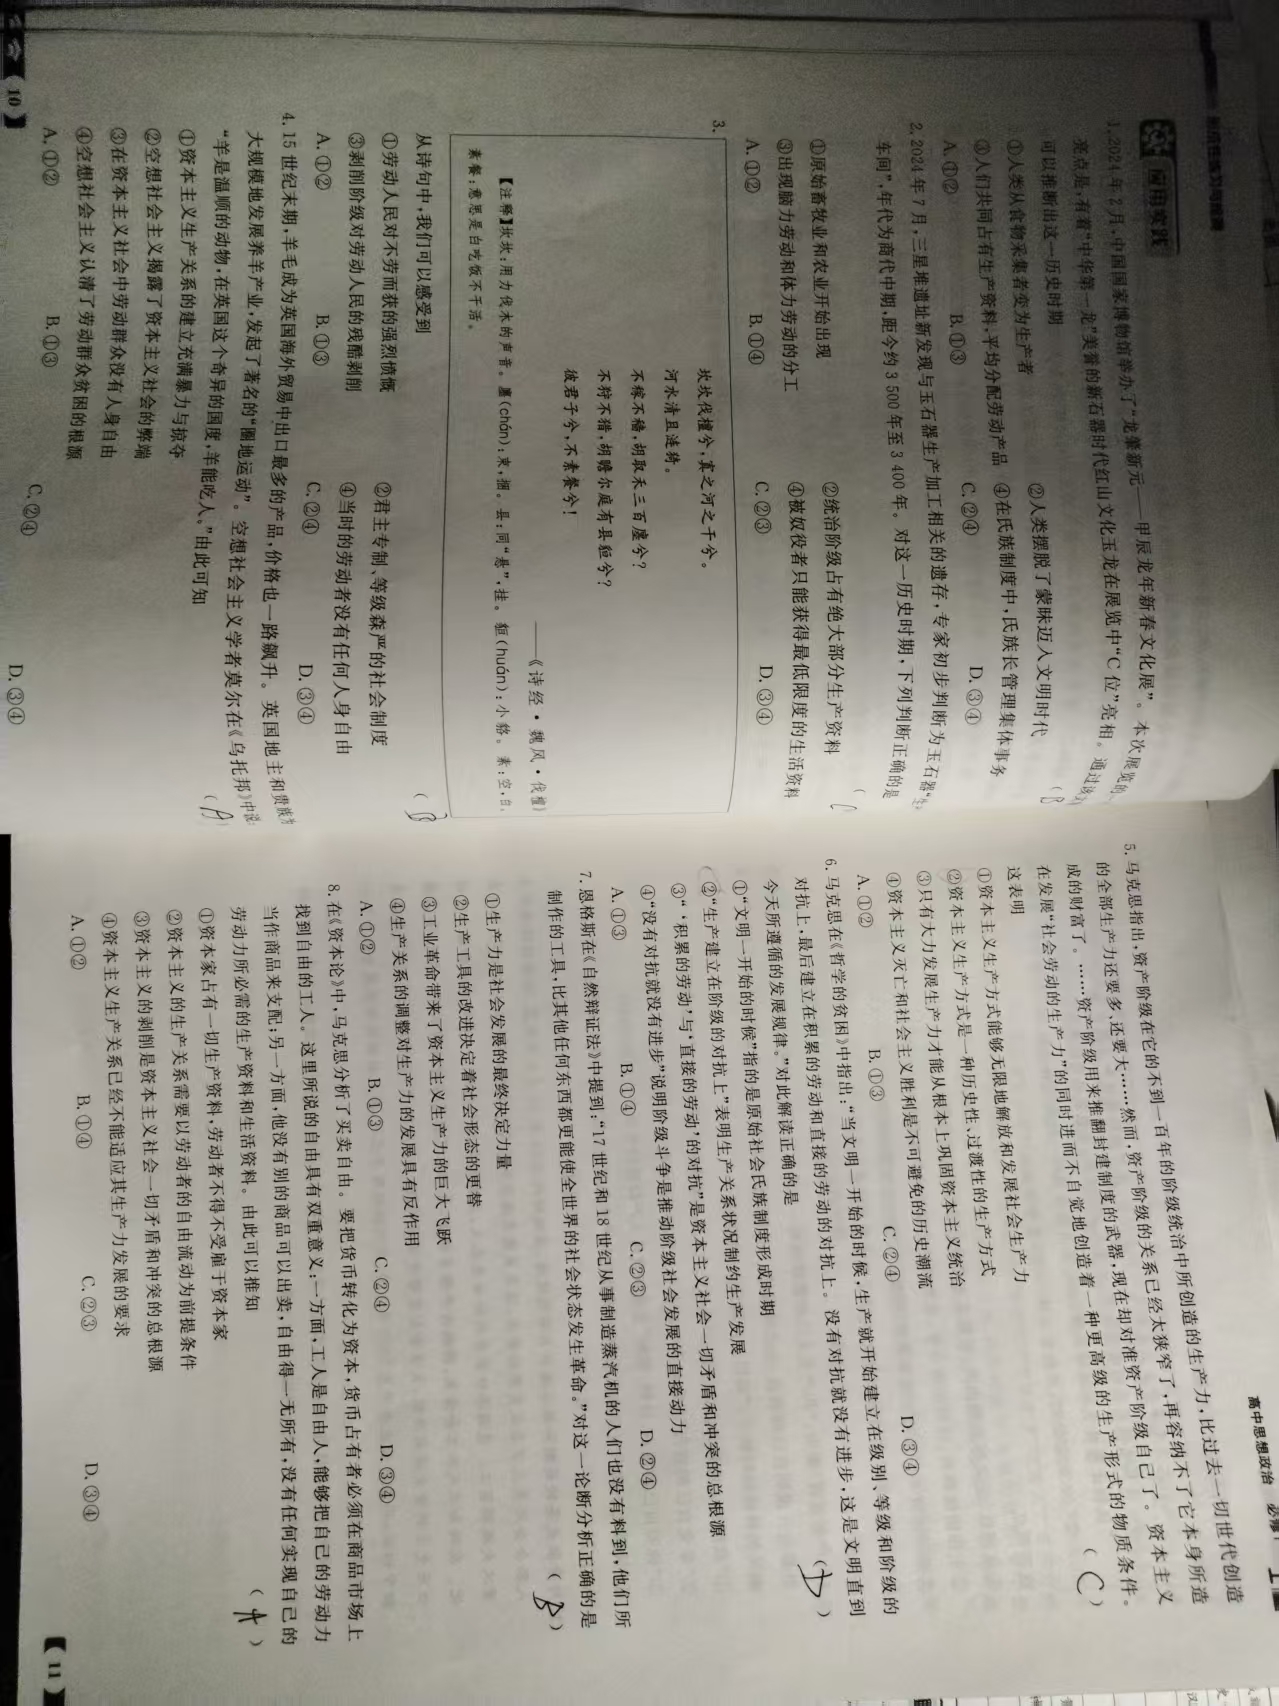 应用实践
1. 2024年2月,中国国家博物馆举办了“龙肇新元——甲辰龙年新春文化展”。本次展览的
亮点是,有着“中华第一龙”美誉的新石器时代红山文化玉龙在展览中“C位”亮相。通过该
可以推断出这一历史时期
( B
①人类从食物采集者变为生产者 ②人类摆脱了蒙昧迈入文明时代
③人们共同占有生产资料,平均分配劳动产品 ④在氏族制度中,氏族长管理集体事务
A. ①② B. ①③ C. ②④ D. ③④
2. 2024年7月,三星堆遗址新发现与玉石器生产加工相关的遗存,专家初步判断为玉石器“生
车间”,年代为商代中期,距今约3 500年至3 400年。对这一历史时期,下列判断正确的是
(
①原始畜牧业和农业开始出现 ②统治阶级占有绝大部分生产资料
③出现脑力劳动和体力劳动的分工 ④被奴役者只能获得最低限度的生活资料
A. ①② B. ①④ C. ②③ D. ③④
3.
坎坎伐檀兮,寘之河之干兮。
河水清且涟猗。
不稼不穑,胡取禾三百廛兮?
不狩不猎,胡瞻尔庭有县貆兮?
彼君子兮,不素餐兮!
——《诗经·魏风·伐檀》
【注释】坎坎:用力伐木的声音。廛(chán):束,捆。县:同“悬”,挂。貆(huán):小貉。素:空,白。
素餐:意思是白吃饭不干活。
从诗句中,我们可以感受到
( B
①劳动人民对不劳而获的强烈愤慨 ②君主专制、等级森严的社会制度
③剥削阶级对劳动人民的残酷剥削 ④当时的劳动者没有任何人身自由
A. ①② B. ①③ C. ②④ D. ③④
4. 15世纪末期,羊毛成为英国海外贸易中出口最多的产品,价格也一路飙升。英国地主和贵族为
大规模地发展养羊产业,发起了著名的“圈地运动”。空想社会主义学者莫尔在《乌托邦》中说:
“羊是温顺的动物,在英国这个奇异的国度,羊能吃人。”由此可知
( A )
①资本主义生产关系的建立充满暴力与掠夺
②空想社会主义揭露了资本主义社会的弊端
③在资本主义社会中劳动群众没有人身自由
④空想社会主义认清了劳动群众贫困的根源
A. ①② B. ①③ C. ②④ D. ③④
【10】
高中思想政治 必修1
5. 马克思指出,资产阶级在它的不到一百年的阶级统治中所创造的生产力,比过去一切世代创造
的全部生产力还要多,还要大……然而,资产阶级的关系已经太狭窄了,再容纳不了它本身所造
成的财富了。……资产阶级用来推翻封建制度的武器,现在却对准资产阶级自己了。资本主义
在发展“社会劳动的生产力”的同时进而不自觉地创造着一种更高级的生产形式的物质条件。
这表明
( C )
①资本主义生产方式能够无限地解放和发展社会生产力
②资本主义生产方式是一种历史性、过渡性的生产方式
③只有大力发展生产力才能从根本上巩固资本主义统治
④资本主义灭亡和社会主义胜利是不可避免的历史潮流
A. ①② B. ①③ C. ②④ D. ③④
6. 马克思在《哲学的贫困》中指出:“当文明一开始的时候,生产就开始建立在级别、等级和阶级的
对抗上,最后建立在积累的劳动和直接的劳动的对抗上。没有对抗就没有进步,这是文明直到
今天所遵循的发展规律。”对此解读正确的是
( D )
①“文明一开始的时候”指的是原始社会氏族制度形成时期
②“生产建立在阶级的对抗上”表明生产关系状况制约生产发展
③“‘积累的劳动’与‘直接的劳动’的对抗”是资本主义社会一切矛盾和冲突的总根源
④“没有对抗就没有进步”说明阶级斗争是推动阶级社会发展的直接动力
A. ①③ B. ①④ C. ②③ D. ②④
7. 恩格斯在《自然辩证法》中提到:“17世纪和18世纪从事制造蒸汽机的人们也没有料到,他们所
制作的工具,比其他任何东西都更能使全世界的社会状态发生革命。”对这一论断分析正确的是
( B )
①生产力是社会发展的最终决定力量
②生产工具的改进决定着社会形态的更替
③工业革命带来了资本主义生产力的巨大飞跃
④生产关系的调整对生产力的发展具有反作用
A. ①② B. ①③ C. ②④ D. ③④
8. 在《资本论》中,马克思分析了买卖自由。要把货币转化为资本,货币占有者必须在商品市场上
找到自由的工人。这里所说的自由具有双重意义:一方面,工人是自由人,能够把自己的劳动力
当作商品来支配;另一方面,他没有别的商品可以出卖,自由得一无所有,没有任何实现自己的
劳动力所必需的生产资料和生活资料。由此可以推知
( A )
①资本家占有一切生产资料,劳动者不得不受雇于资本家
②资本主义的生产关系需要以劳动者的自由流动为前提条件
③资本主义的剥削是资本主义社会一切矛盾和冲突的总根源
④资本主义生产关系已经不能适应其生产力发展的要求
A. ①② B. ①④ C. ②③ D. ③④
【11】